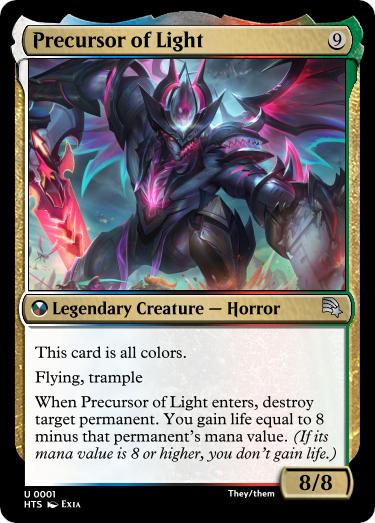 Precursor of Light 9
Legendary Creature — Horror
This card is all colors.
Flying, trample
When Precursor of Light enters, destroy
target permanent. You gain life equal to 8
minus that permanent's mana value. (If its
mana value is 8 or higher, you don't gain life.)
8/8
U 0001
They/them
HTS Exia